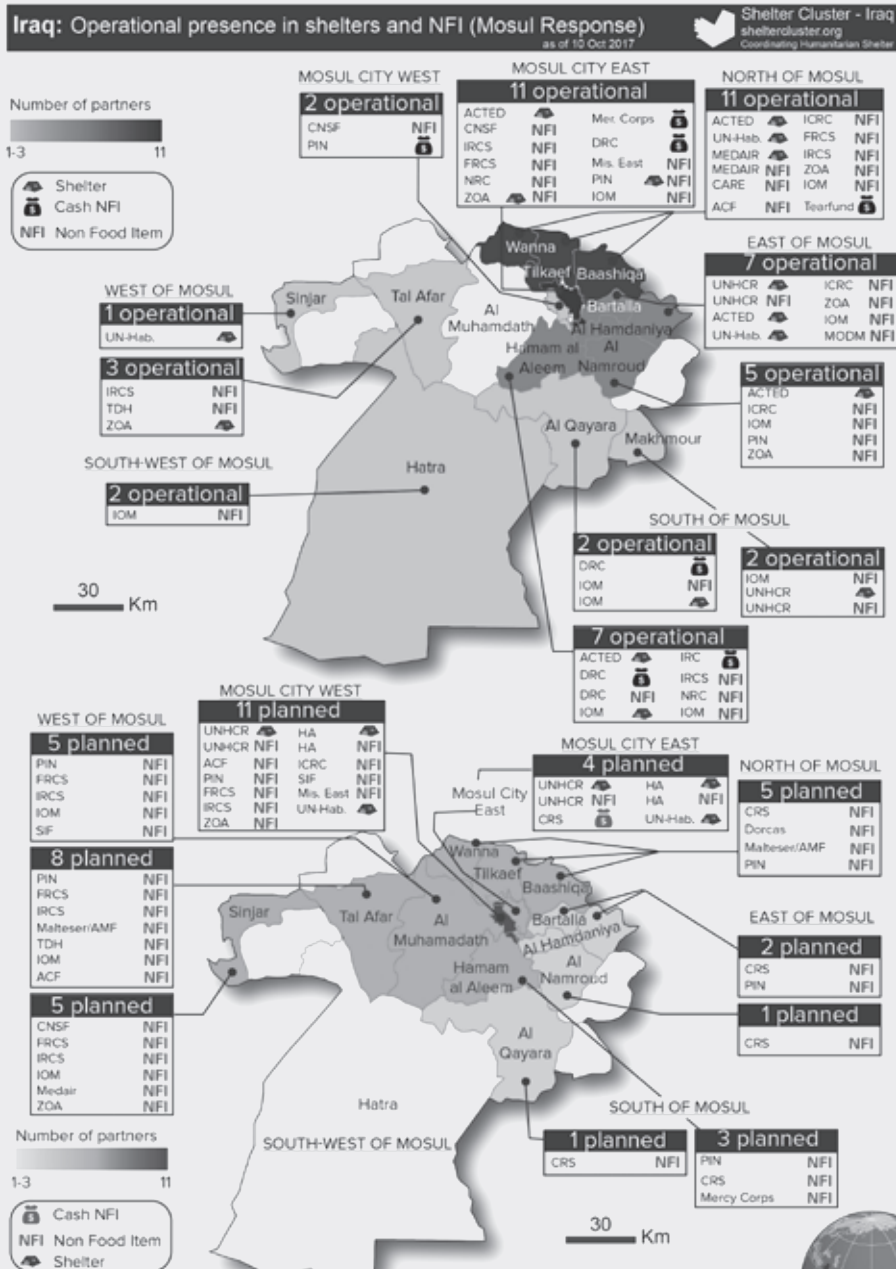 Iraq: Operational presence in shelters and NFI (Mosul Response)
as of 10 Oct 2017
Shelter Cluster - Iraq
sheltercluster.org
Coordinating Humanitarian Shelter
Number of partners
1-3 11
Shelter
Cash NFI
NFI Non Food Item
MOSUL CITY WEST
2 operational
CNSF NFI
PIN
MOSUL CITY EAST
11 operational
ACTED
CNSF NFI
IRCS NFI
FRCS NFI
NRC NFI
ZOA NFI
Mer. Corps
DRC
Mis. East NFI
PIN NFI
IOM NFI
NORTH OF MOSUL
11 operational
ACTED
UN-Hab.
MEDAIR
MEDAIR NFI
CARE NFI
ACF NFI
ICRC NFI
FRCS NFI
IRCS NFI
ZOA NFI
IOM NFI
Tearfund
EAST OF MOSUL
7 operational
UNHCR
UNHCR NFI
ACTED
UN-Hab.
ICRC NFI
ZOA NFI
IOM NFI
MODM NFI
WEST OF MOSUL
1 operational
UN-Hab.
3 operational
IRCS NFI
TDH NFI
ZOA
SOUTH-WEST OF MOSUL
2 operational
IOM NFI
5 operational
ACTED
ICRC NFI
IOM NFI
PIN NFI
ZOA NFI
Wanna
Tilkaef
Baashiqa
Bartalla
Sinjar
Tal Afar
Al
Muhamdath
Al Hamdaniya
Hamam al
Aleem
Al
Namroud
Al Qayara
Makhmour
Hatra
30
Km
SOUTH OF MOSUL
2 operational
DRC
IOM NFI
IOM
2 operational
IOM NFI
UNHCR
UNHCR NFI
7 operational
ACTED
DRC
DRC NFI
IOM
IRC
IRCS NFI
NRC NFI
IOM NFI
WEST OF MOSUL
5 planned
PIN NFI
FRCS NFI
IRCS NFI
IOM NFI
SIF NFI
MOSUL CITY WEST
11 planned
UNHCR
UNHCR NFI
ACF NFI
PIN NFI
FRCS NFI
IRCS NFI
ZOA NFI
HA
HA NFI
ICRC NFI
SIF NFI
Mis. East NFI
UN-Hab.
MOSUL CITY EAST
4 planned
UNHCR
UNHCR NFI
CRS
HA
HA NFI
UN-Hab.
Mosul City
East
NORTH OF MOSUL
5 planned
CRS NFI
Dorcas NFI
Malteser/AMF NFI
PIN NFI
8 planned
PIN NFI
FRCS NFI
IRCS NFI
Malteser/AMF NFI
TDH NFI
IOM NFI
ACF NFI
EAST OF MOSUL
2 planned
CRS NFI
PIN NFI
1 planned
CRS NFI
5 planned
CNSF NFI
FRCS NFI
IRCS NFI
IOM NFI
Medair NFI
ZOA NFI
Wanna
Tilkaef
Baashiqa
Sinjar
Tal Afar
Al
Muhamadath
Bartalla
Al Hamdaniya
Hamam
al Aleem
Al
Namroud
Al
Qayara
Hatra
SOUTH-WEST OF MOSUL
SOUTH OF MOSUL
1 planned
CRS NFI
3 planned
PIN NFI
CRS NFI
Mercy Corps NFI
Number of partners
1-3 11
Cash NFI
NFI Non Food Item
Shelter
30
Km